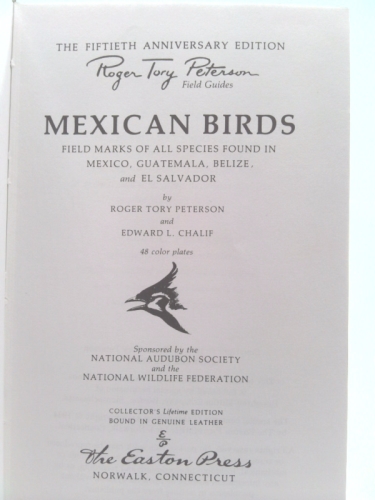 THE FIFTIETH ANNIVERSARY EDITION
Roger Tory Peterson
Field Guides
MEXICAN BIRDS
FIELD MARKS OF ALL SPECIES FOUND IN
MEXICO, GUATEMALA, BELIZE,
and EL SALVADOR
by
ROGER TORY PETERSON
and
EDWARD L. CHALIF
48 color plates
Sponsored by the
NATIONAL AUDUBON SOCIETY
and the
NATIONAL WILDLIFE FEDERATION
COLLECTOR'S Lifetime EDITION
BOUND IN GENUINE LEATHER
EP
The Easton Press
NORWALK, CONNECTICUT